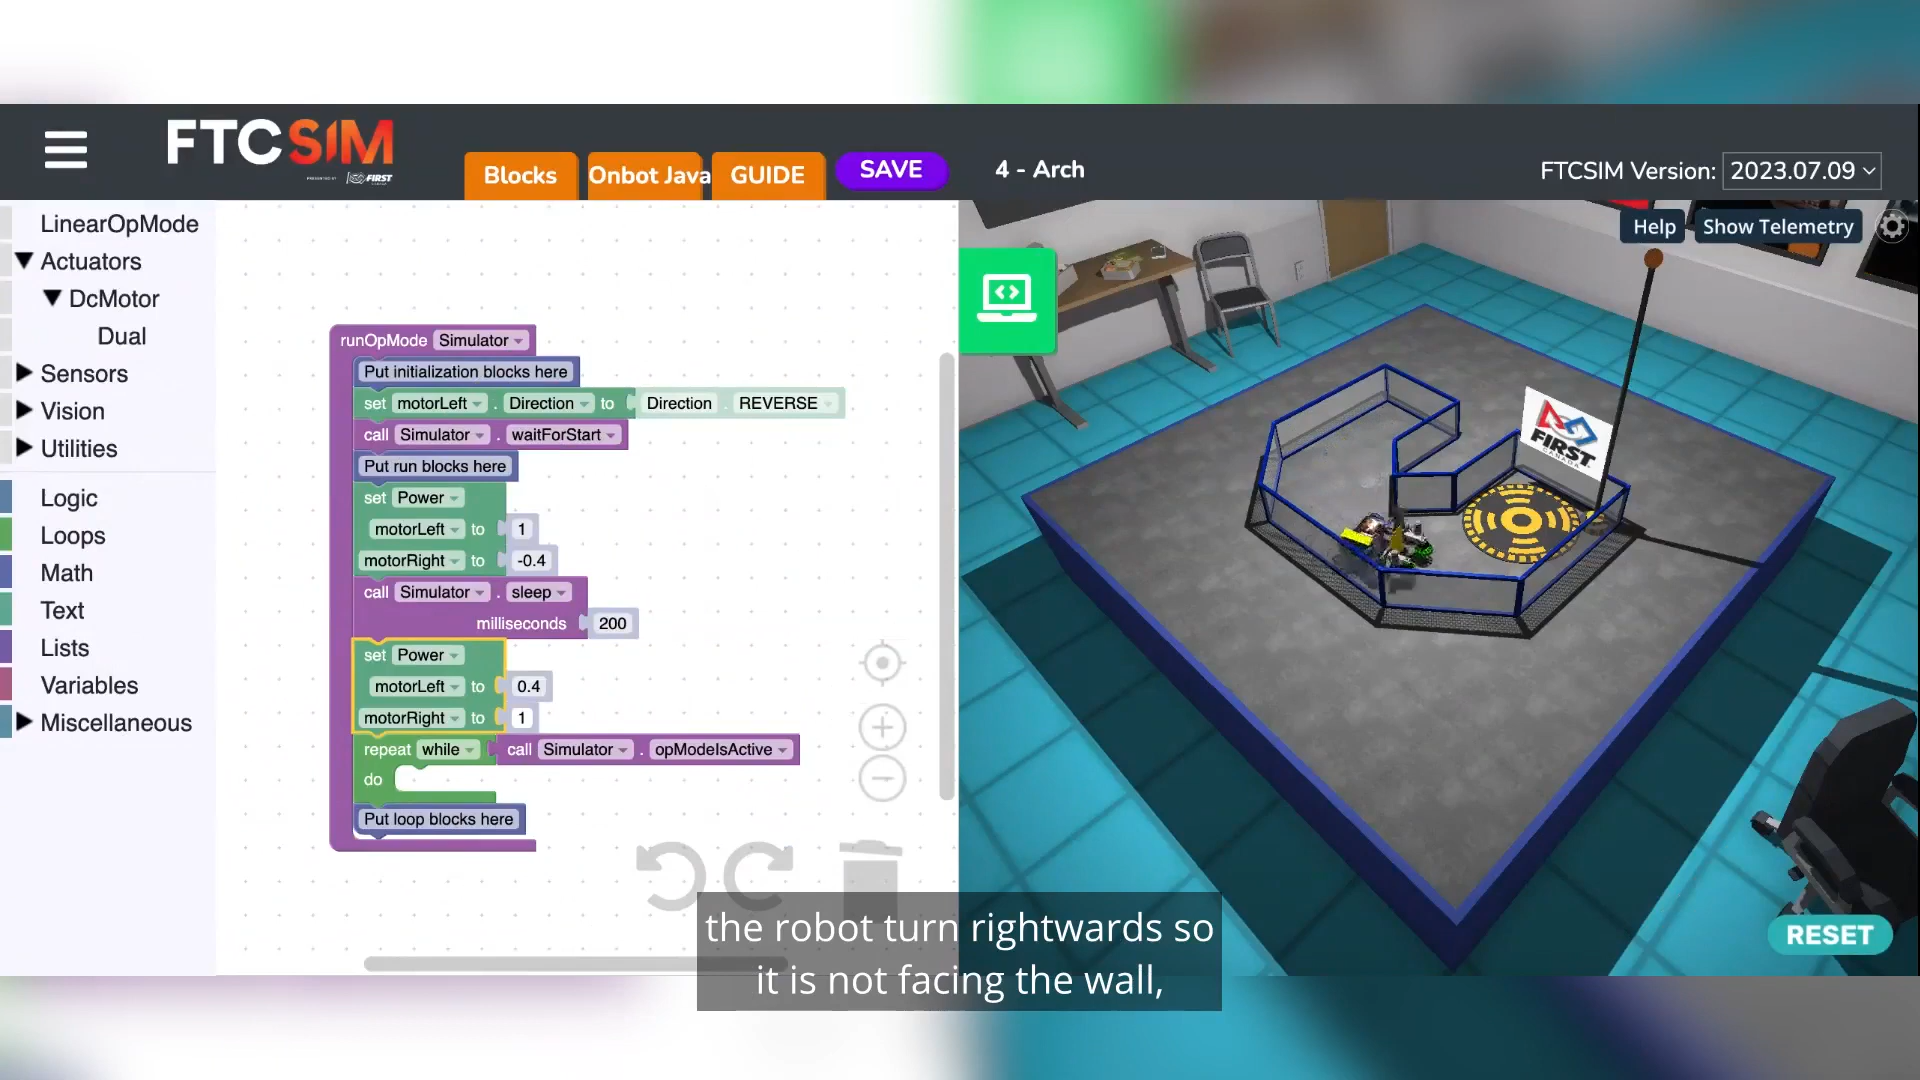 FTCSIM
PRESENTED BY FIRST
CANADA
Blocks
Onbot Java
GUIDE
SAVE
4 - Arch
FTCSIM Version: 2023.07.09
LinearOpMode
Actuators
DcMotor
Dual
Sensors
Vision
Utilities
Logic
Loops
Math
Text
Lists
Variables
Miscellaneous
runOpMode Simulator
Put initialization blocks here
set motorLeft . Direction to Direction . REVERSE
call Simulator . waitForStart
Put run blocks here
set Power
motorLeft to 1
motorRight to -0.4
call Simulator . sleep
milliseconds 200
set Power
motorLeft to 0.4
motorRight to 1
repeat while call Simulator . opModeIsActive
do
Put loop blocks here
Help
Show Telemetry
FIRST
CANADA
RESET
the robot turn rightwards so
it is not facing the wall,